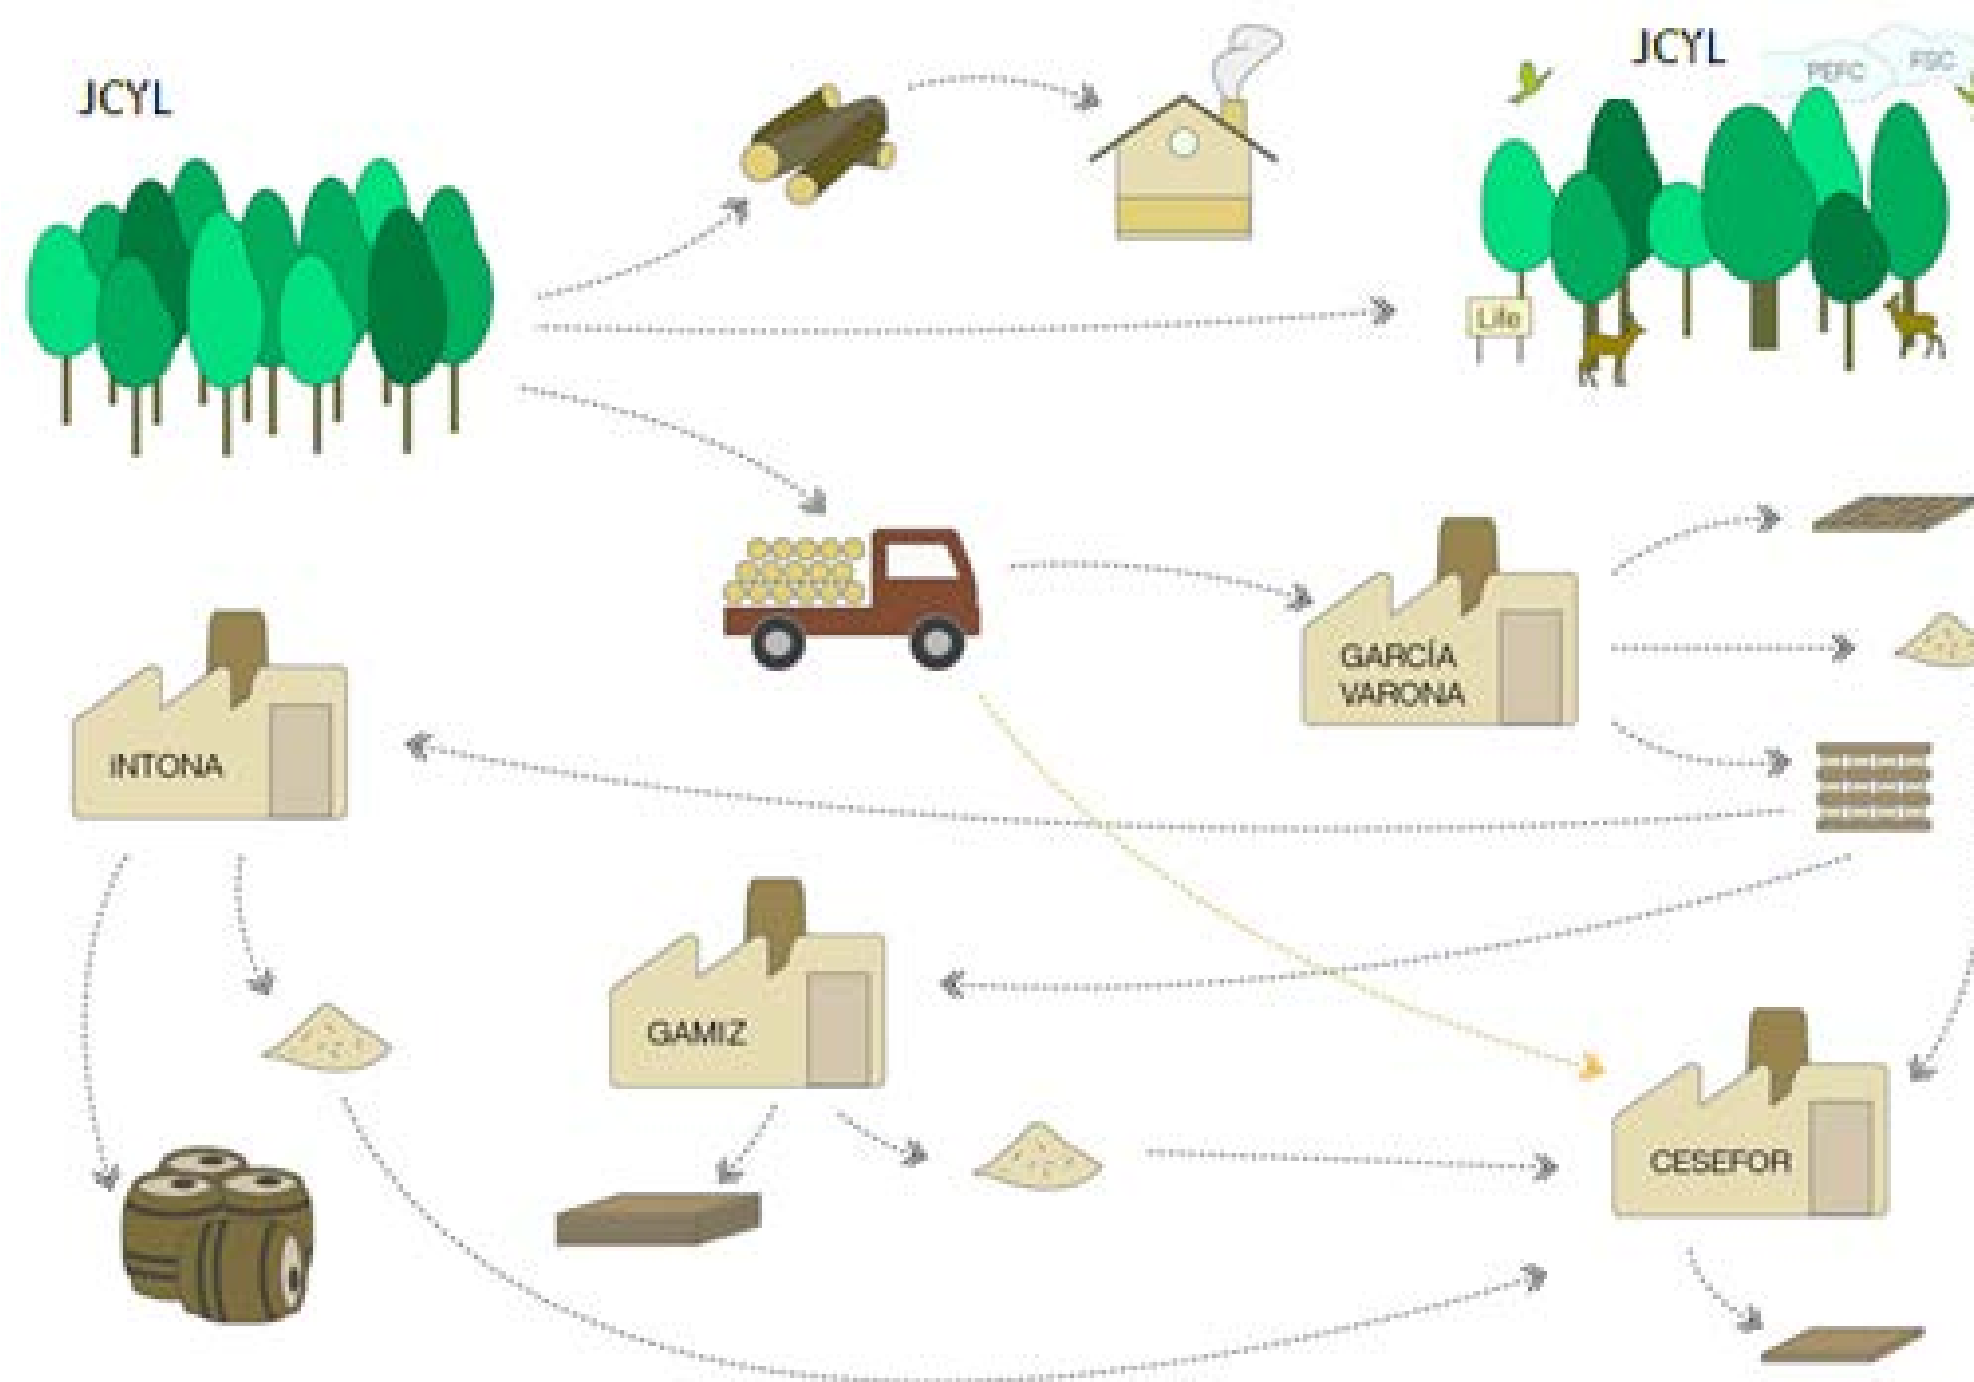 JCYL
JCYL
PEFC
FSC
Life
GARCÍA
VARONA
INTONA
GAMIZ
CESEFOR